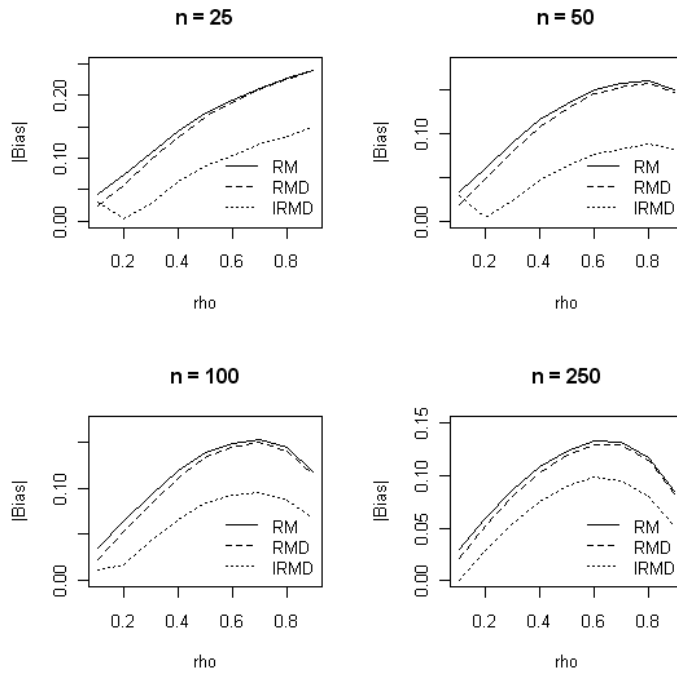 n = 25
|Bias|
0.00
0.10
0.20
RM
RMD
IRMD
0.2
0.4
0.6
0.8
rho
n = 50
|Bias|
0.00
0.10
RM
RMD
IRMD
0.2
0.4
0.6
0.8
rho
n = 100
|Bias|
0.00
0.10
RM
RMD
IRMD
0.2
0.4
0.6
0.8
rho
n = 250
|Bias|
0.00
0.05
0.10
0.15
RM
RMD
IRMD
0.2
0.4
0.6
0.8
rho